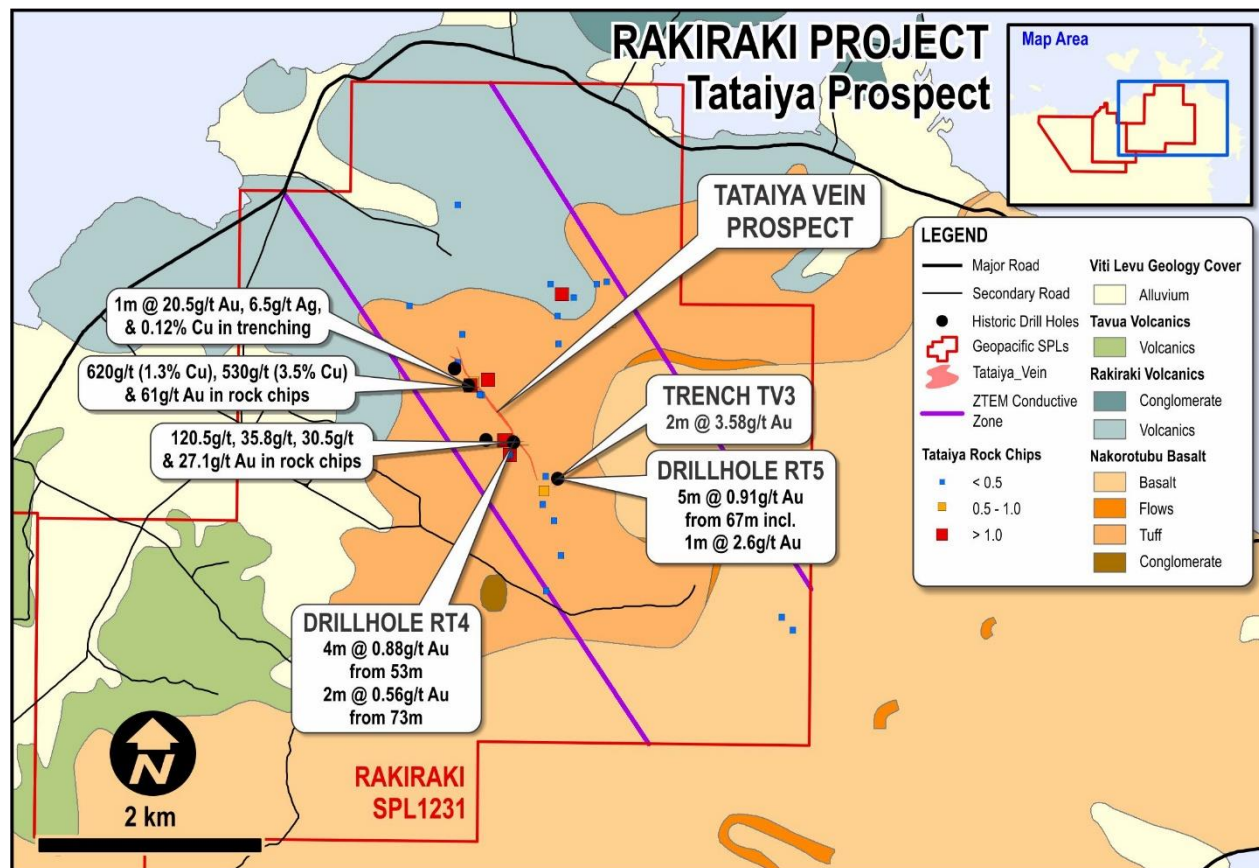 RAKIRAKI PROJECT
Tataiya Prospect
Map Area
TATAIYA VEIN
PROSPECT
1m @ 20.5g/t Au, 6.5g/t Ag,
& 0.12% Cu in trenching
620g/t (1.3% Cu), 530g/t (3.5% Cu)
& 61g/t Au in rock chips
120.5g/t, 35.8g/t, 30.5g/t
& 27.1g/t Au in rock chips
TRENCH TV3
2m @ 3.58g/t Au
DRILLHOLE RT5
5m @ 0.91g/t Au
from 67m incl.
1m @ 2.6g/t Au
DRILLHOLE RT4
4m @ 0.88g/t Au
from 53m
2m @ 0.56g/t Au
from 73m
LEGEND
Major Road
Secondary Road
Historic Drill Holes
Geopacific SPLs
Tataiya_Vein
ZTEM Conductive
Zone
Tataiya Rock Chips
< 0.5
0.5 - 1.0
> 1.0
Viti Levu Geology Cover
Alluvium
Tavua Volcanics
Volcanics
Rakiraki Volcanics
Conglomerate
Volcanics
Nakorotubu Basalt
Basalt
Flows
Tuff
Conglomerate
N
2 km
RAKIRAKI
SPL1231